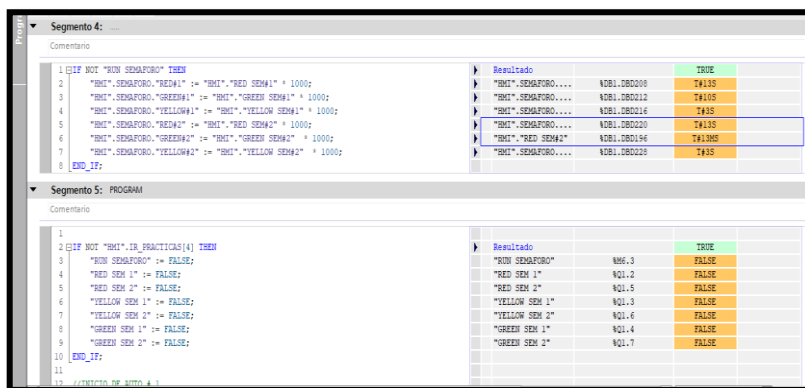 Progr
Segmento 4: ....
Comentario
1 IF NOT "RUN SEMAFORO" THEN Resultado TRUE
2 "HMI".SEMAFORO."RED#1" := "HMI"."RED SEM#1" * 1000; "HMI".SEMAFORO.... %DB1.DBD208 T#13S
3 "HMI".SEMAFORO."GREEN#1" := "HMI"."GREEN SEM#1" * 1000; "HMI".SEMAFORO.... %DB1.DBD212 T#10S
4 "HMI".SEMAFORO."YELLOW#1" := "HMI"."YELLOW SEM#1" * 1000; "HMI".SEMAFORO.... %DB1.DBD216 T#3S
5 "HMI".SEMAFORO."RED#2" := "HMI"."RED SEM#2" * 1000; "HMI".SEMAFORO.... %DB1.DBD220 T#13S
6 "HMI".SEMAFORO."GREEN#2" := "HMI"."GREEN SEM#2" * 1000; "HMI"."RED SEM#2" %DB1.DBD196 T#13MS
7 "HMI".SEMAFORO."YELLOW#2" := "HMI"."YELLOW SEM#2" * 1000; "HMI".SEMAFORO.... %DB1.DBD228 T#3S
8 END_IF;
Segmento 5: PROGRAM
Comentario
1
2 IF NOT "HMI".IR_PRACTICAS[4] THEN Resultado TRUE
3 "RUN SEMAFORO" := FALSE; "RUN SEMAFORO" %M6.3 FALSE
4 "RED SEM 1" := FALSE; "RED SEM 1" %Q1.2 FALSE
5 "RED SEM 2" := FALSE; "RED SEM 2" %Q1.5 FALSE
6 "YELLOW SEM 1" := FALSE; "YELLOW SEM 1" %Q1.3 FALSE
7 "YELLOW SEM 2" := FALSE; "YELLOW SEM 2" %Q1.6 FALSE
8 "GREEN SEM 1" := FALSE; "GREEN SEM 1" %Q1.4 FALSE
9 "GREEN SEM 2" := FALSE; "GREEN SEM 2" %Q1.7 FALSE
10 END_IF;
11
12 //INICIO DE AUTO # 1